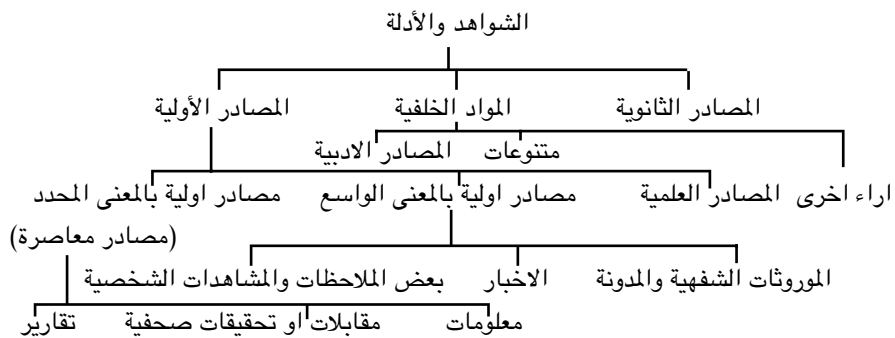 الشواهد والأدلة
المصادر الثانوية المواد الخلفية المصادر الأولية
متنوعات المصادر الادبية
اراء اخرى المصادر العلمية مصادر اولية بالمعنى الواسع مصادر اولية بالمعنى المحدد
(مصادر معاصرة)
الموروثات الشفهية والمدونة الاخبار بعض الملاحظات والمشاهدات الشخصية
معلومات مقابلات او تحقيقات صحفية تقارير